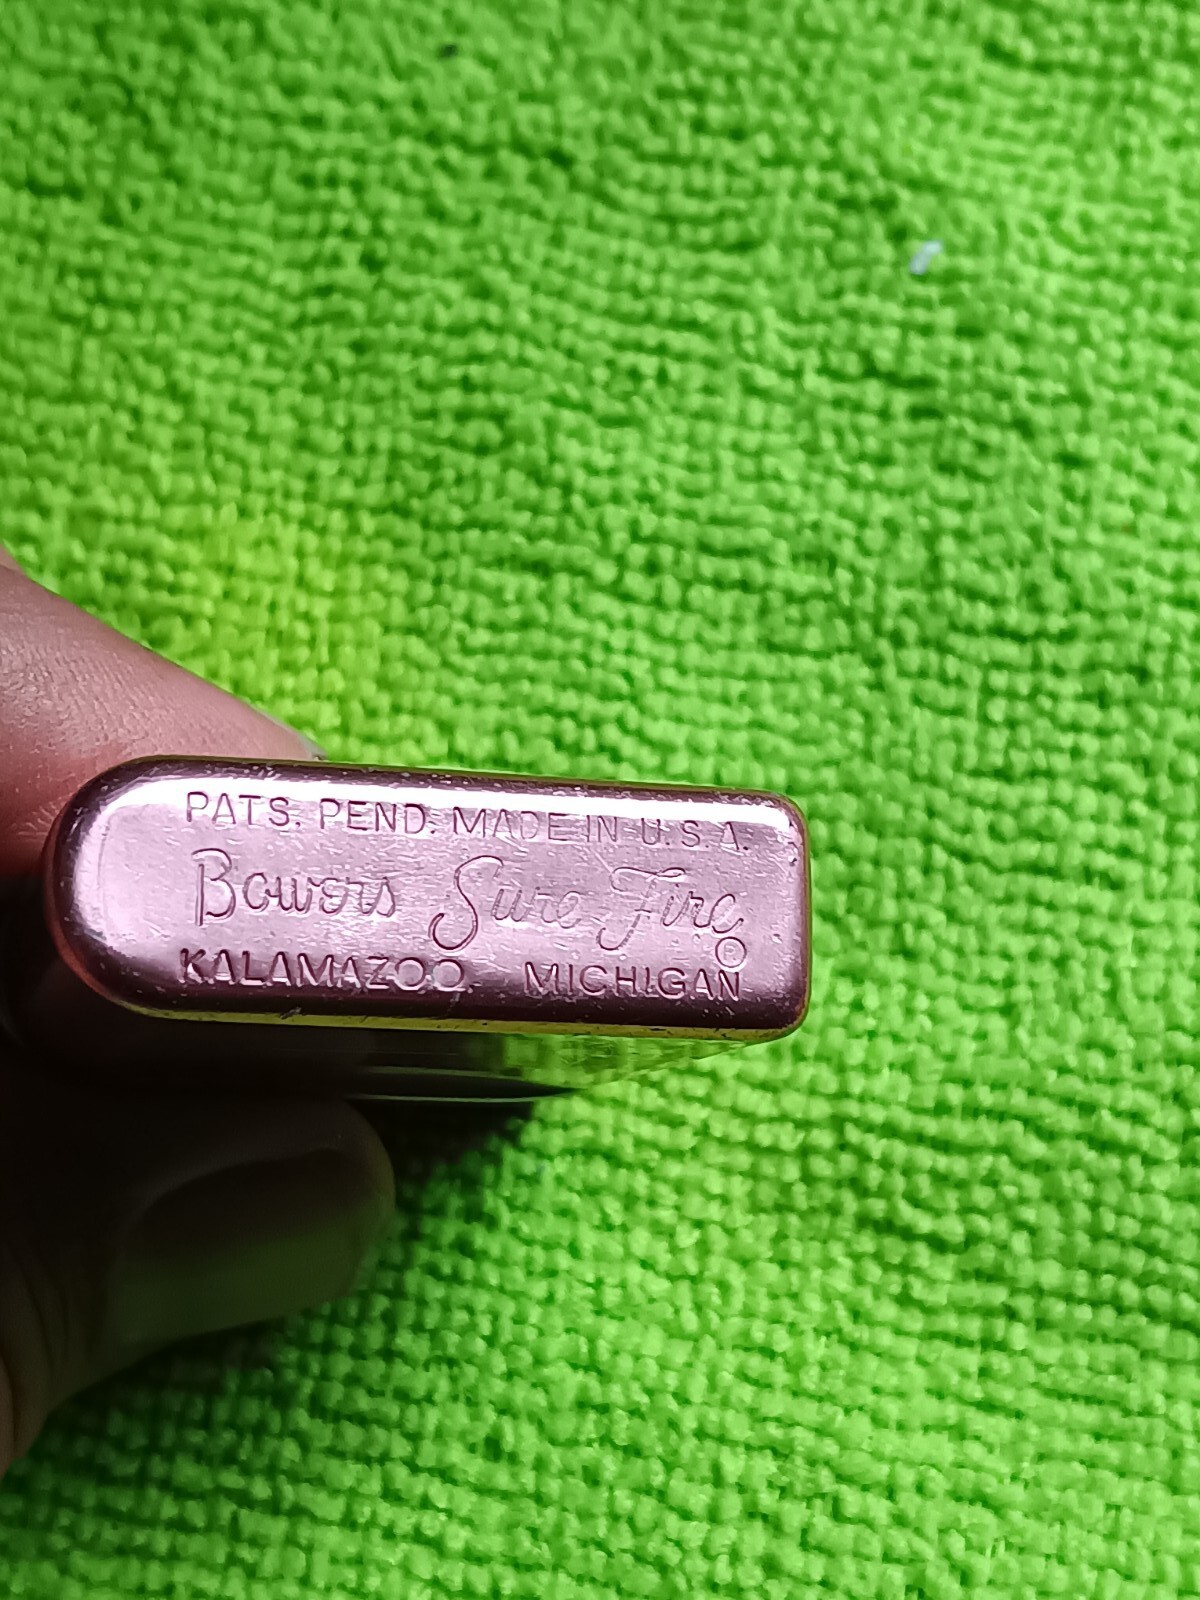 PATS. PEND. MADE IN U.S.A.
Bowers Sure Fire
®
KALAMAZOO MICHIGAN